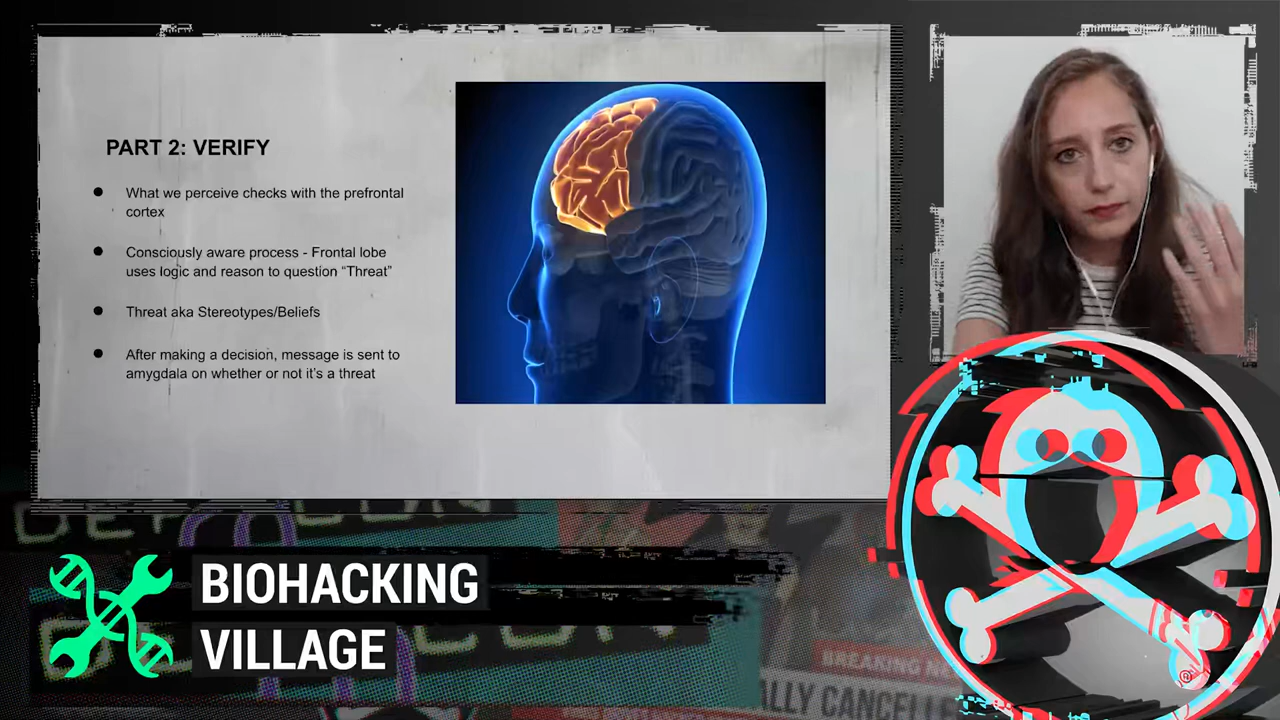 PART 2: VERIFY
What we perceive checks with the prefrontal
cortex
Consciously aware process - Frontal lobe
uses logic and reason to question “Threat”
Threat aka Stereotypes/Beliefs
After making a decision, message is sent to
amygdala on whether or not it’s a threat
BIOHACKING
VILLAGE
BREAKING NE
ALLY CANCELLE
®